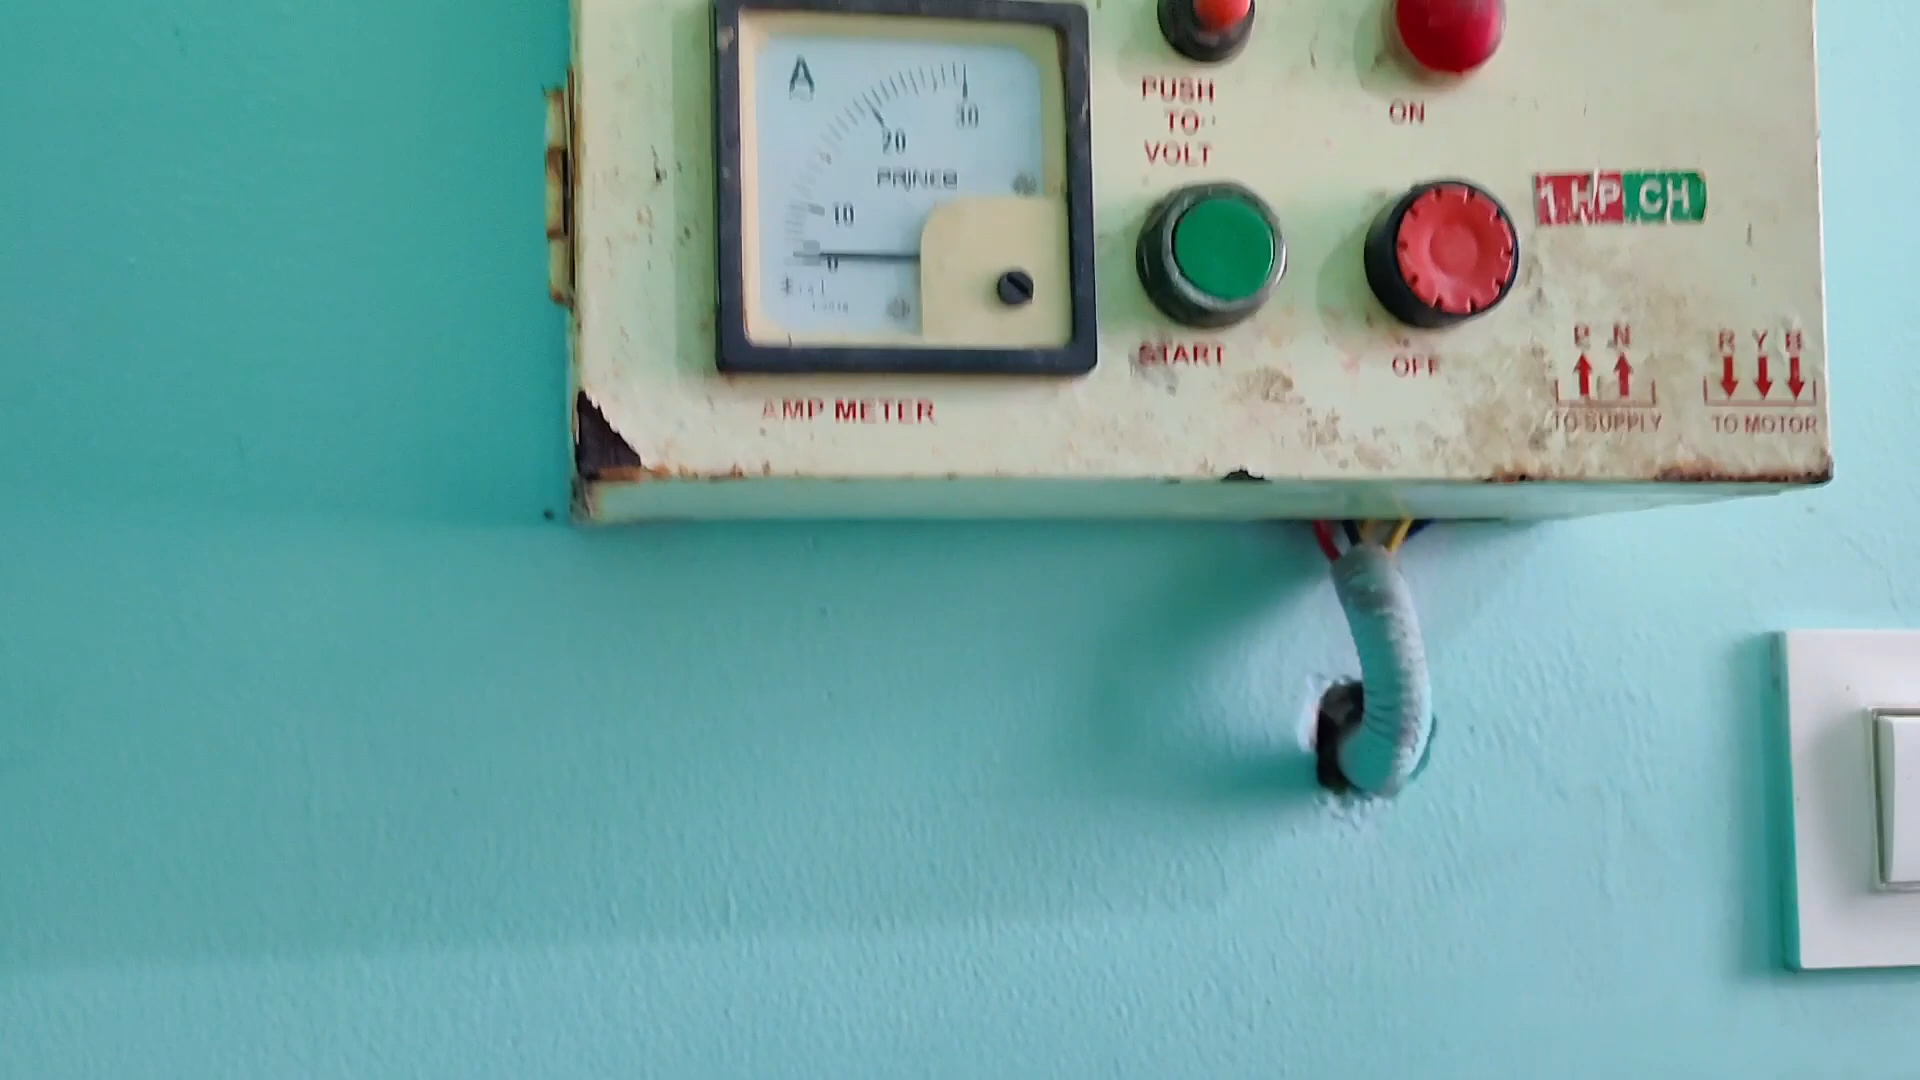 A
30
20
10
0
PRINCE
AMP METER
PUSH
TO
VOLT
ON
START
OFF
1 HP CH
P N
TO SUPPLY
R Y B
TO MOTOR